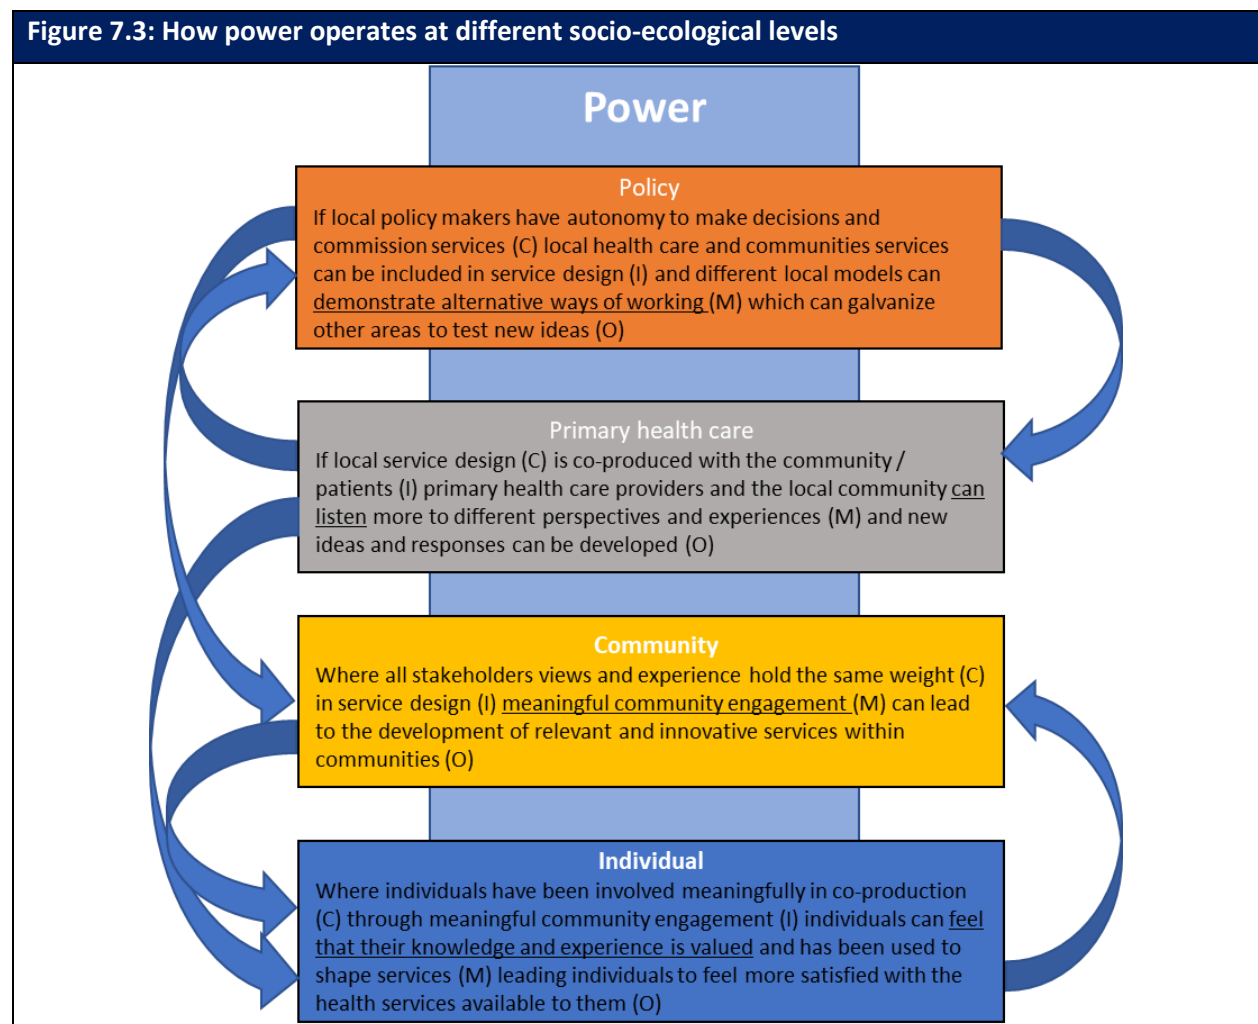 Figure 7.3: How power operates at different socio-ecological levels
Power
Policy
If local policy makers have autonomy to make decisions and
commission services (C) local health care and communities services
can be included in service design (I) and different local models can
demonstrate alternative ways of working (M) which can galvanize
other areas to test new ideas (O)
Primary health care
If local service design (C) is co-produced with the community /
patients (I) primary health care providers and the local community can
listen more to different perspectives and experiences (M) and new
ideas and responses can be developed (O)
Community
Where all stakeholders views and experience hold the same weight (C)
in service design (I) meaningful community engagement (M) can lead
to the development of relevant and innovative services within
communities (O)
Individual
Where individuals have been involved meaningfully in co-production
(C) through meaningful community engagement (I) individuals can feel
that their knowledge and experience is valued and has been used to
shape services (M) leading individuals to feel more satisfied with the
health services available to them (O)